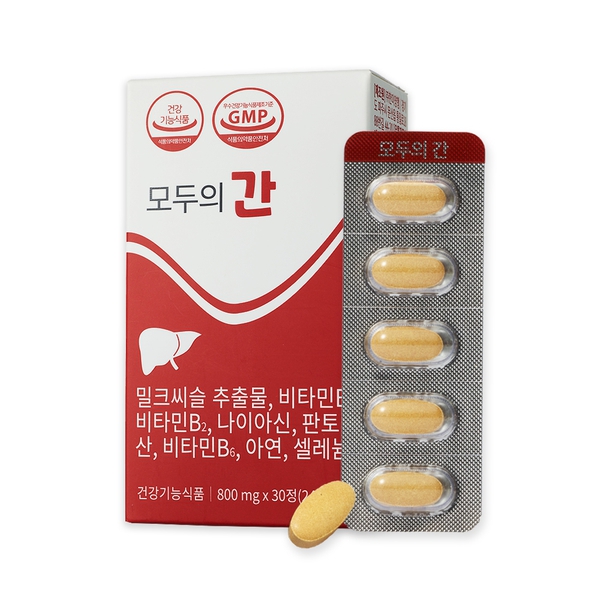 건강
기능식품
식품의약품안전처
우수건강기능식품제조기준
GMP
식품의약품안전처
모두의 간
모두의 간
밀크씨슬 추출물, 비타민B
비타민B₂, 나이아신, 판토
산, 비타민B₆, 아연, 셀레늄
건강기능식품 800 mg x 30정(24